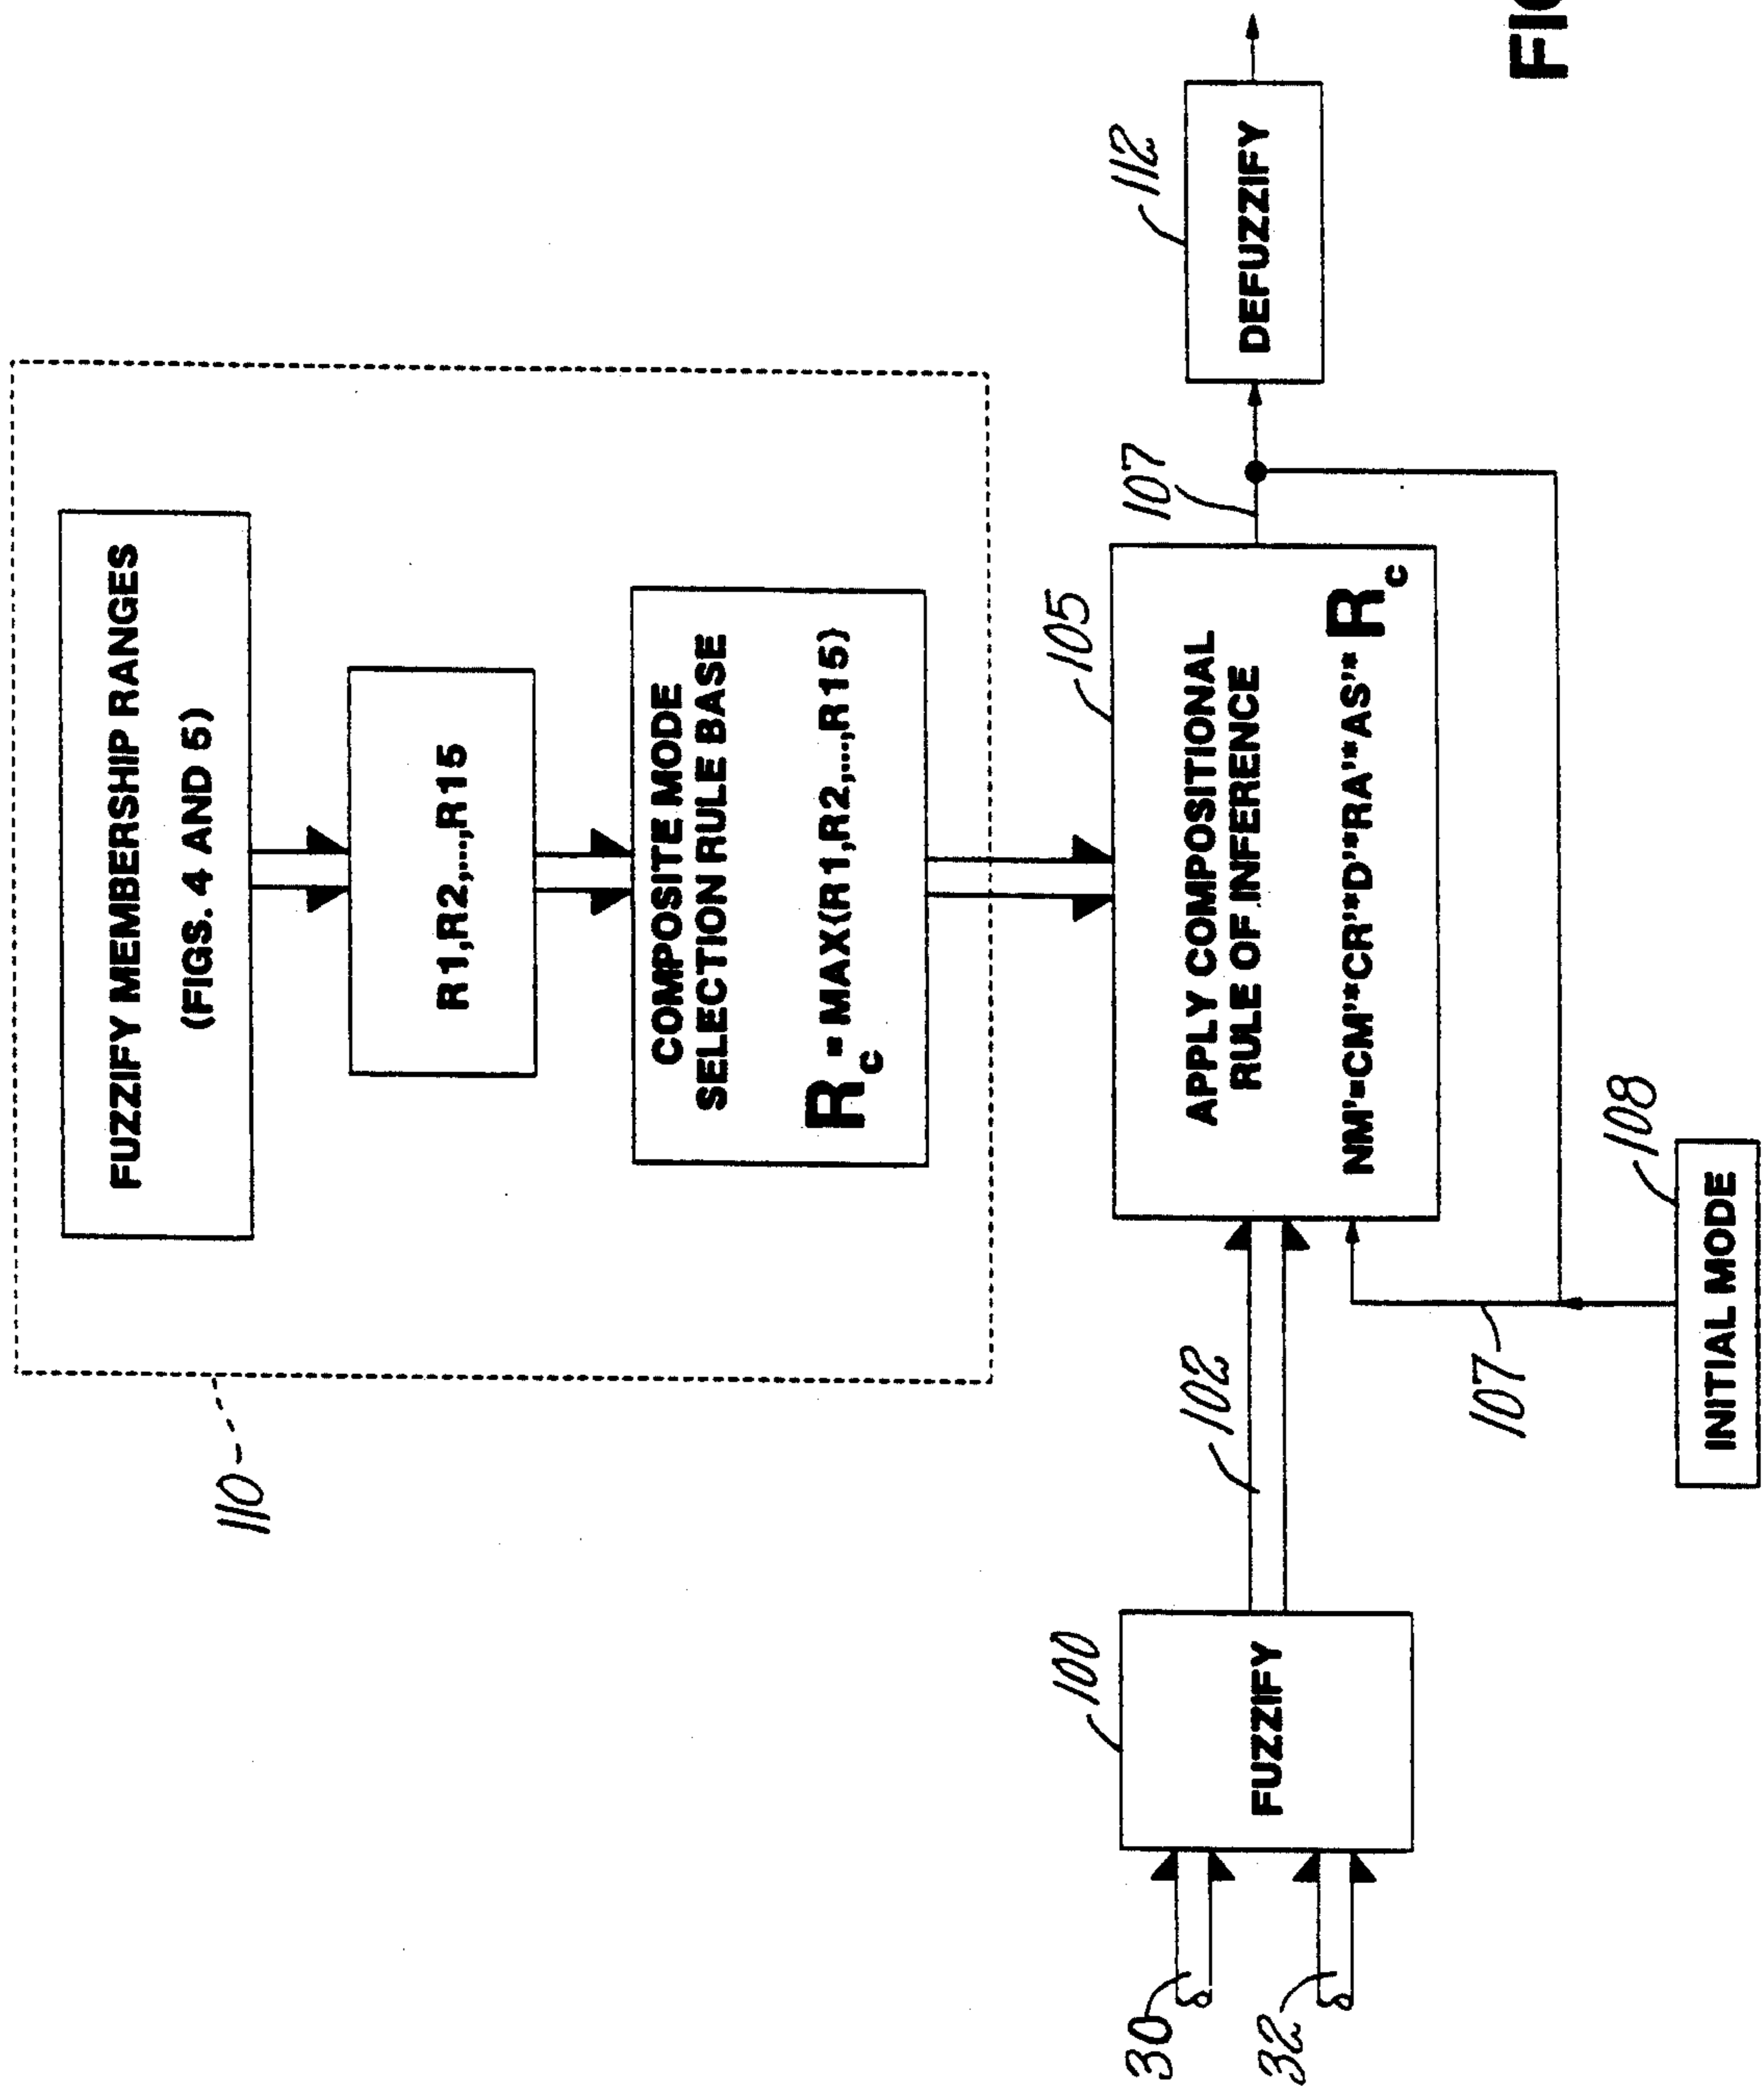 110
FUZZIFY MEMBERSHIP RANGES
(FIGS. 4 AND 5)
R1,R2,...,R15
COMPOSITE MODE
SELECTION RULE BASE
Rc = MAX(R1,R2,...,R15)
30
32
100
FUZZIFY
102
105
APPLY COMPOSITIONAL
RULE OF INFERENCE
NM'=CM'*CR'*D'*RA'*AS'* Rc
107
112
DEFUZZIFY
107
108
INITIAL MODE